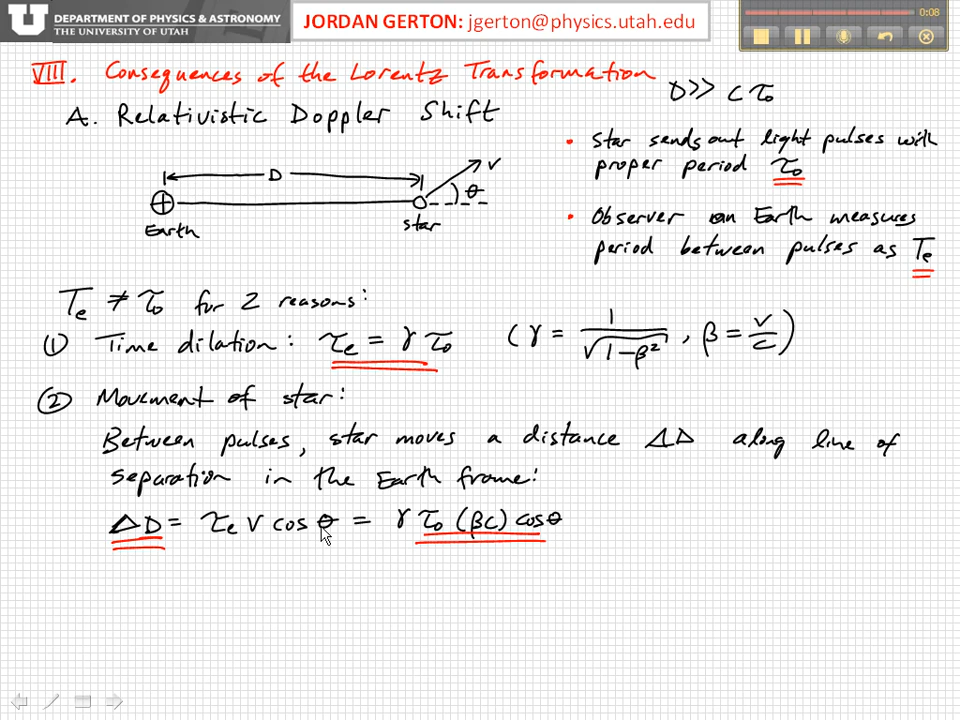 U DEPARTMENT OF PHYSICS & ASTRONOMY
THE UNIVERSITY OF UTAH
JORDAN GERTON: jgerton@physics.utah.edu
0:08
VIII. Consequences of the Lorentz Transformation
D >> cτ₀
A. Relativistic Doppler Shift
• Star sends out light pulses with
proper period τ₀
D
v
θ
Earth
star
• Observer on Earth measures
period between pulses as Tₑ
Tₑ ≠ τ₀ for 2 reasons:
① Time dilation: τₑ = γ τ₀ (γ = 1/√(1-β²), β = v/c)
② Movement of star:
Between pulses, star moves a distance ΔD along line of
separation in the Earth frame:
ΔD = τₑ v cos θ = γ τ₀ (βc) cos θ